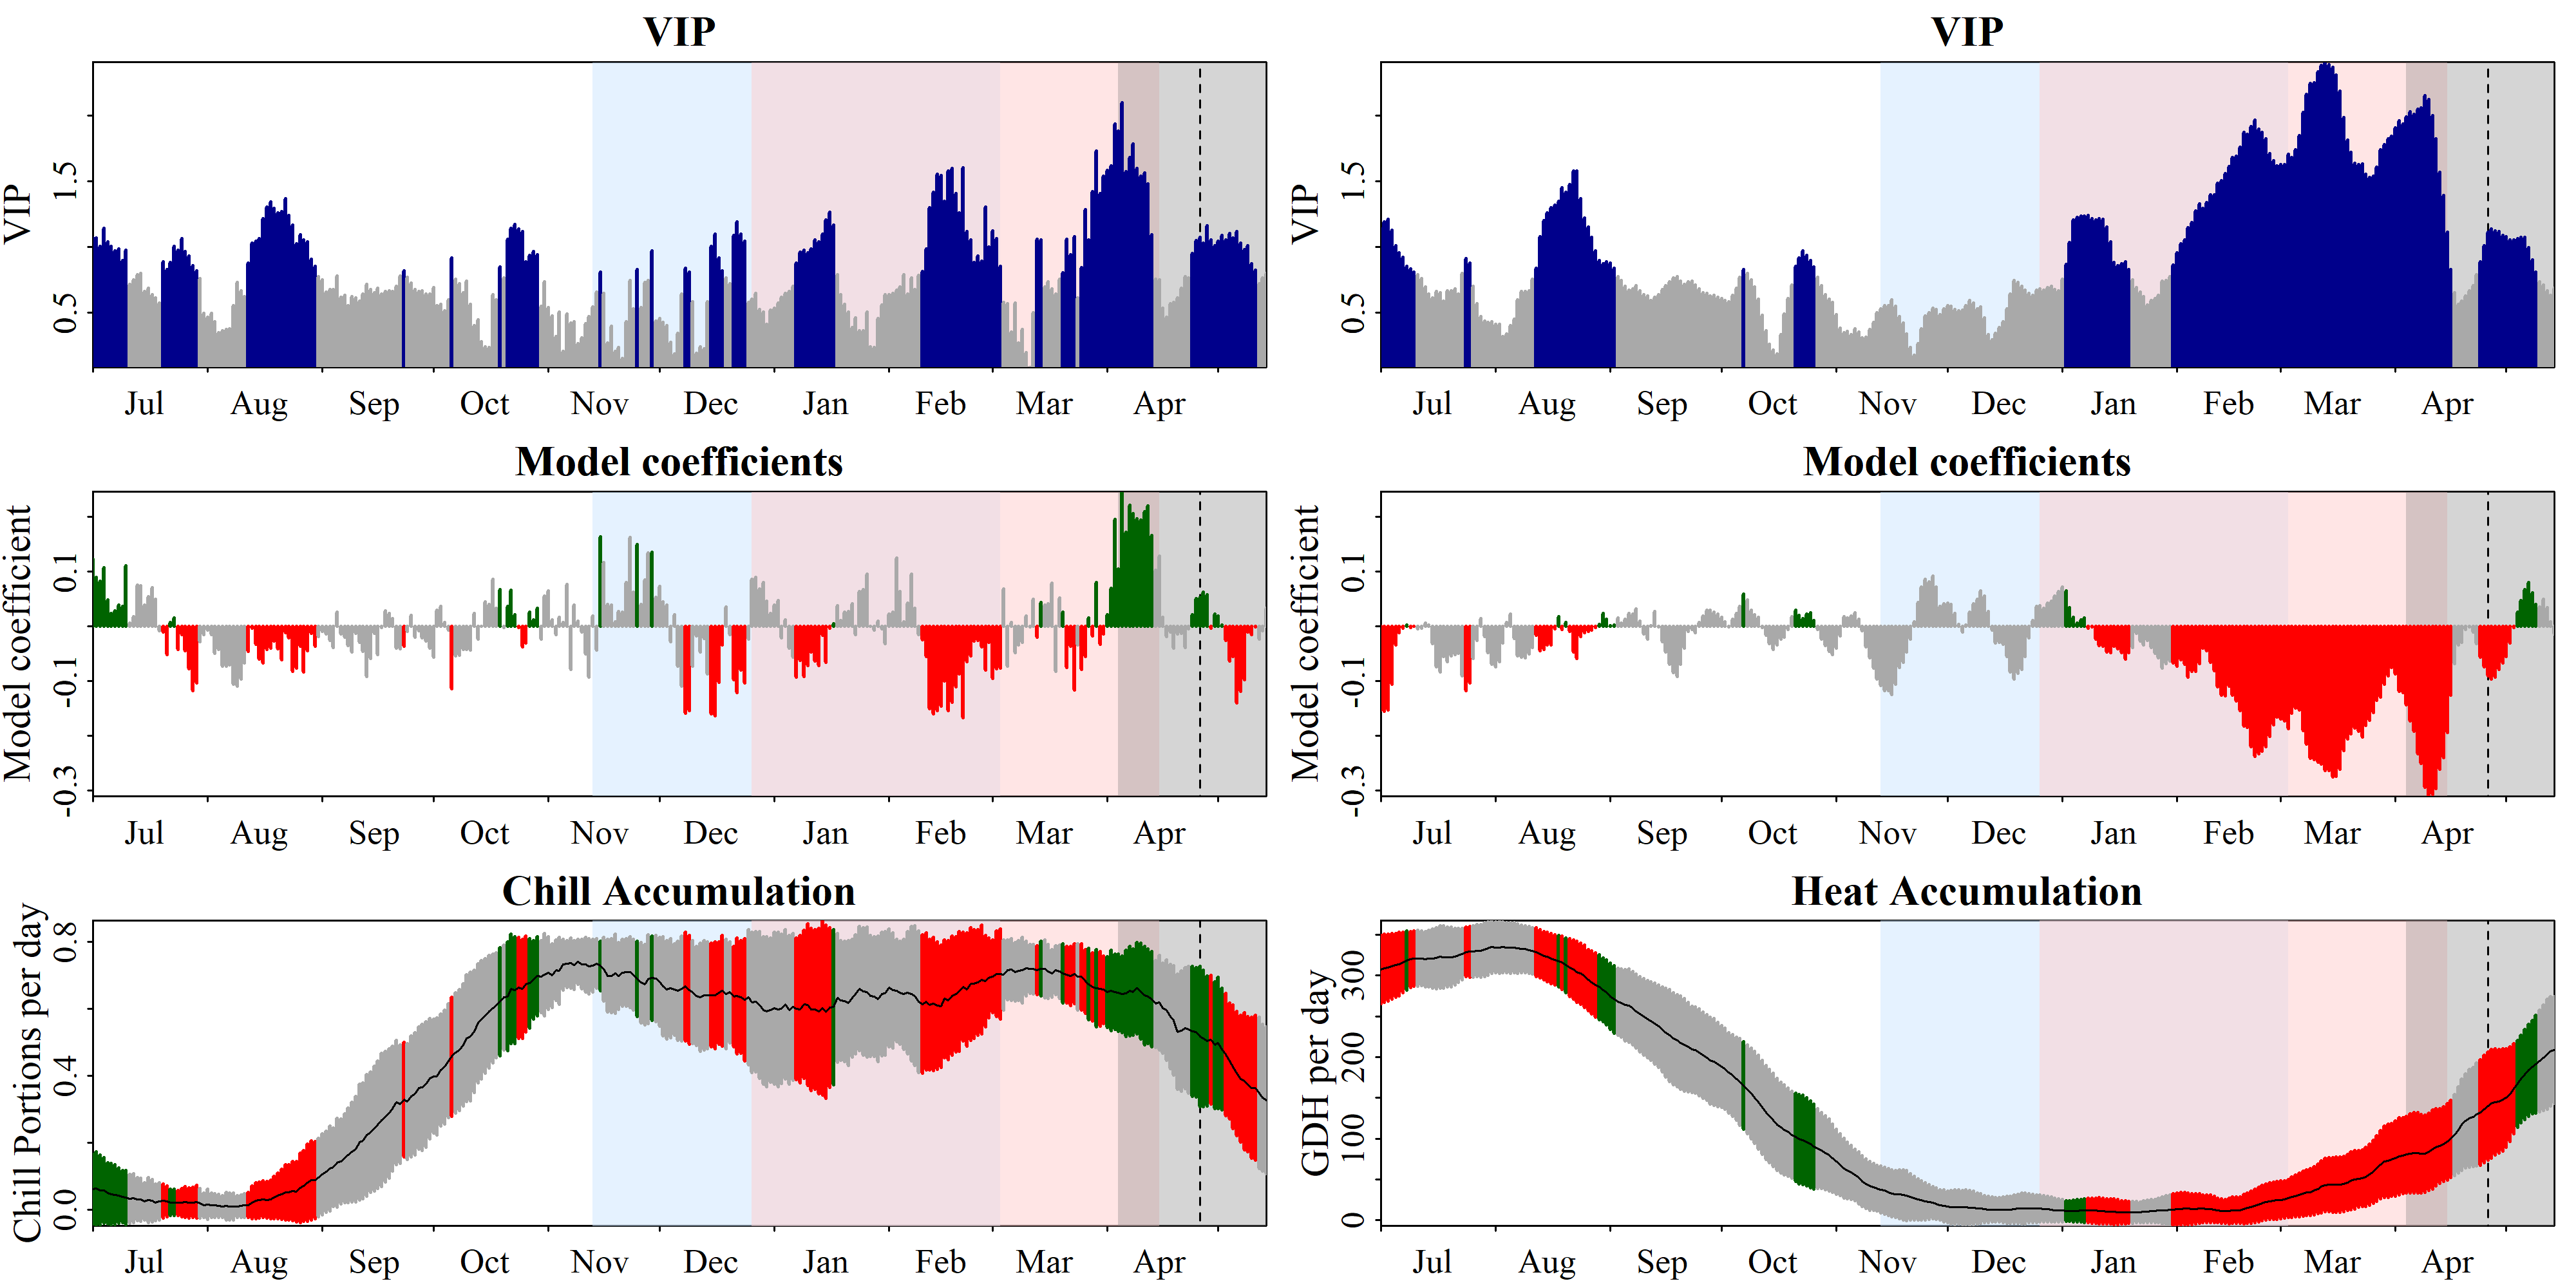 VIP
VIP
VIP
0.5
1.5
Jul Aug Sep Oct Nov Dec Jan Feb Mar Apr
VIP
0.5
1.5
Jul Aug Sep Oct Nov Dec Jan Feb Mar Apr
Model coefficients
Model coefficients
Model coefficient
-0.3
-0.1
0.1
Jul Aug Sep Oct Nov Dec Jan Feb Mar Apr
Model coefficient
-0.3
-0.1
0.1
Jul Aug Sep Oct Nov Dec Jan Feb Mar Apr
Chill Accumulation
Heat Accumulation
Chill Portions per day
0.0
0.4
0.8
Jul Aug Sep Oct Nov Dec Jan Feb Mar Apr
GDH per day
0
100
200
300
Jul Aug Sep Oct Nov Dec Jan Feb Mar Apr